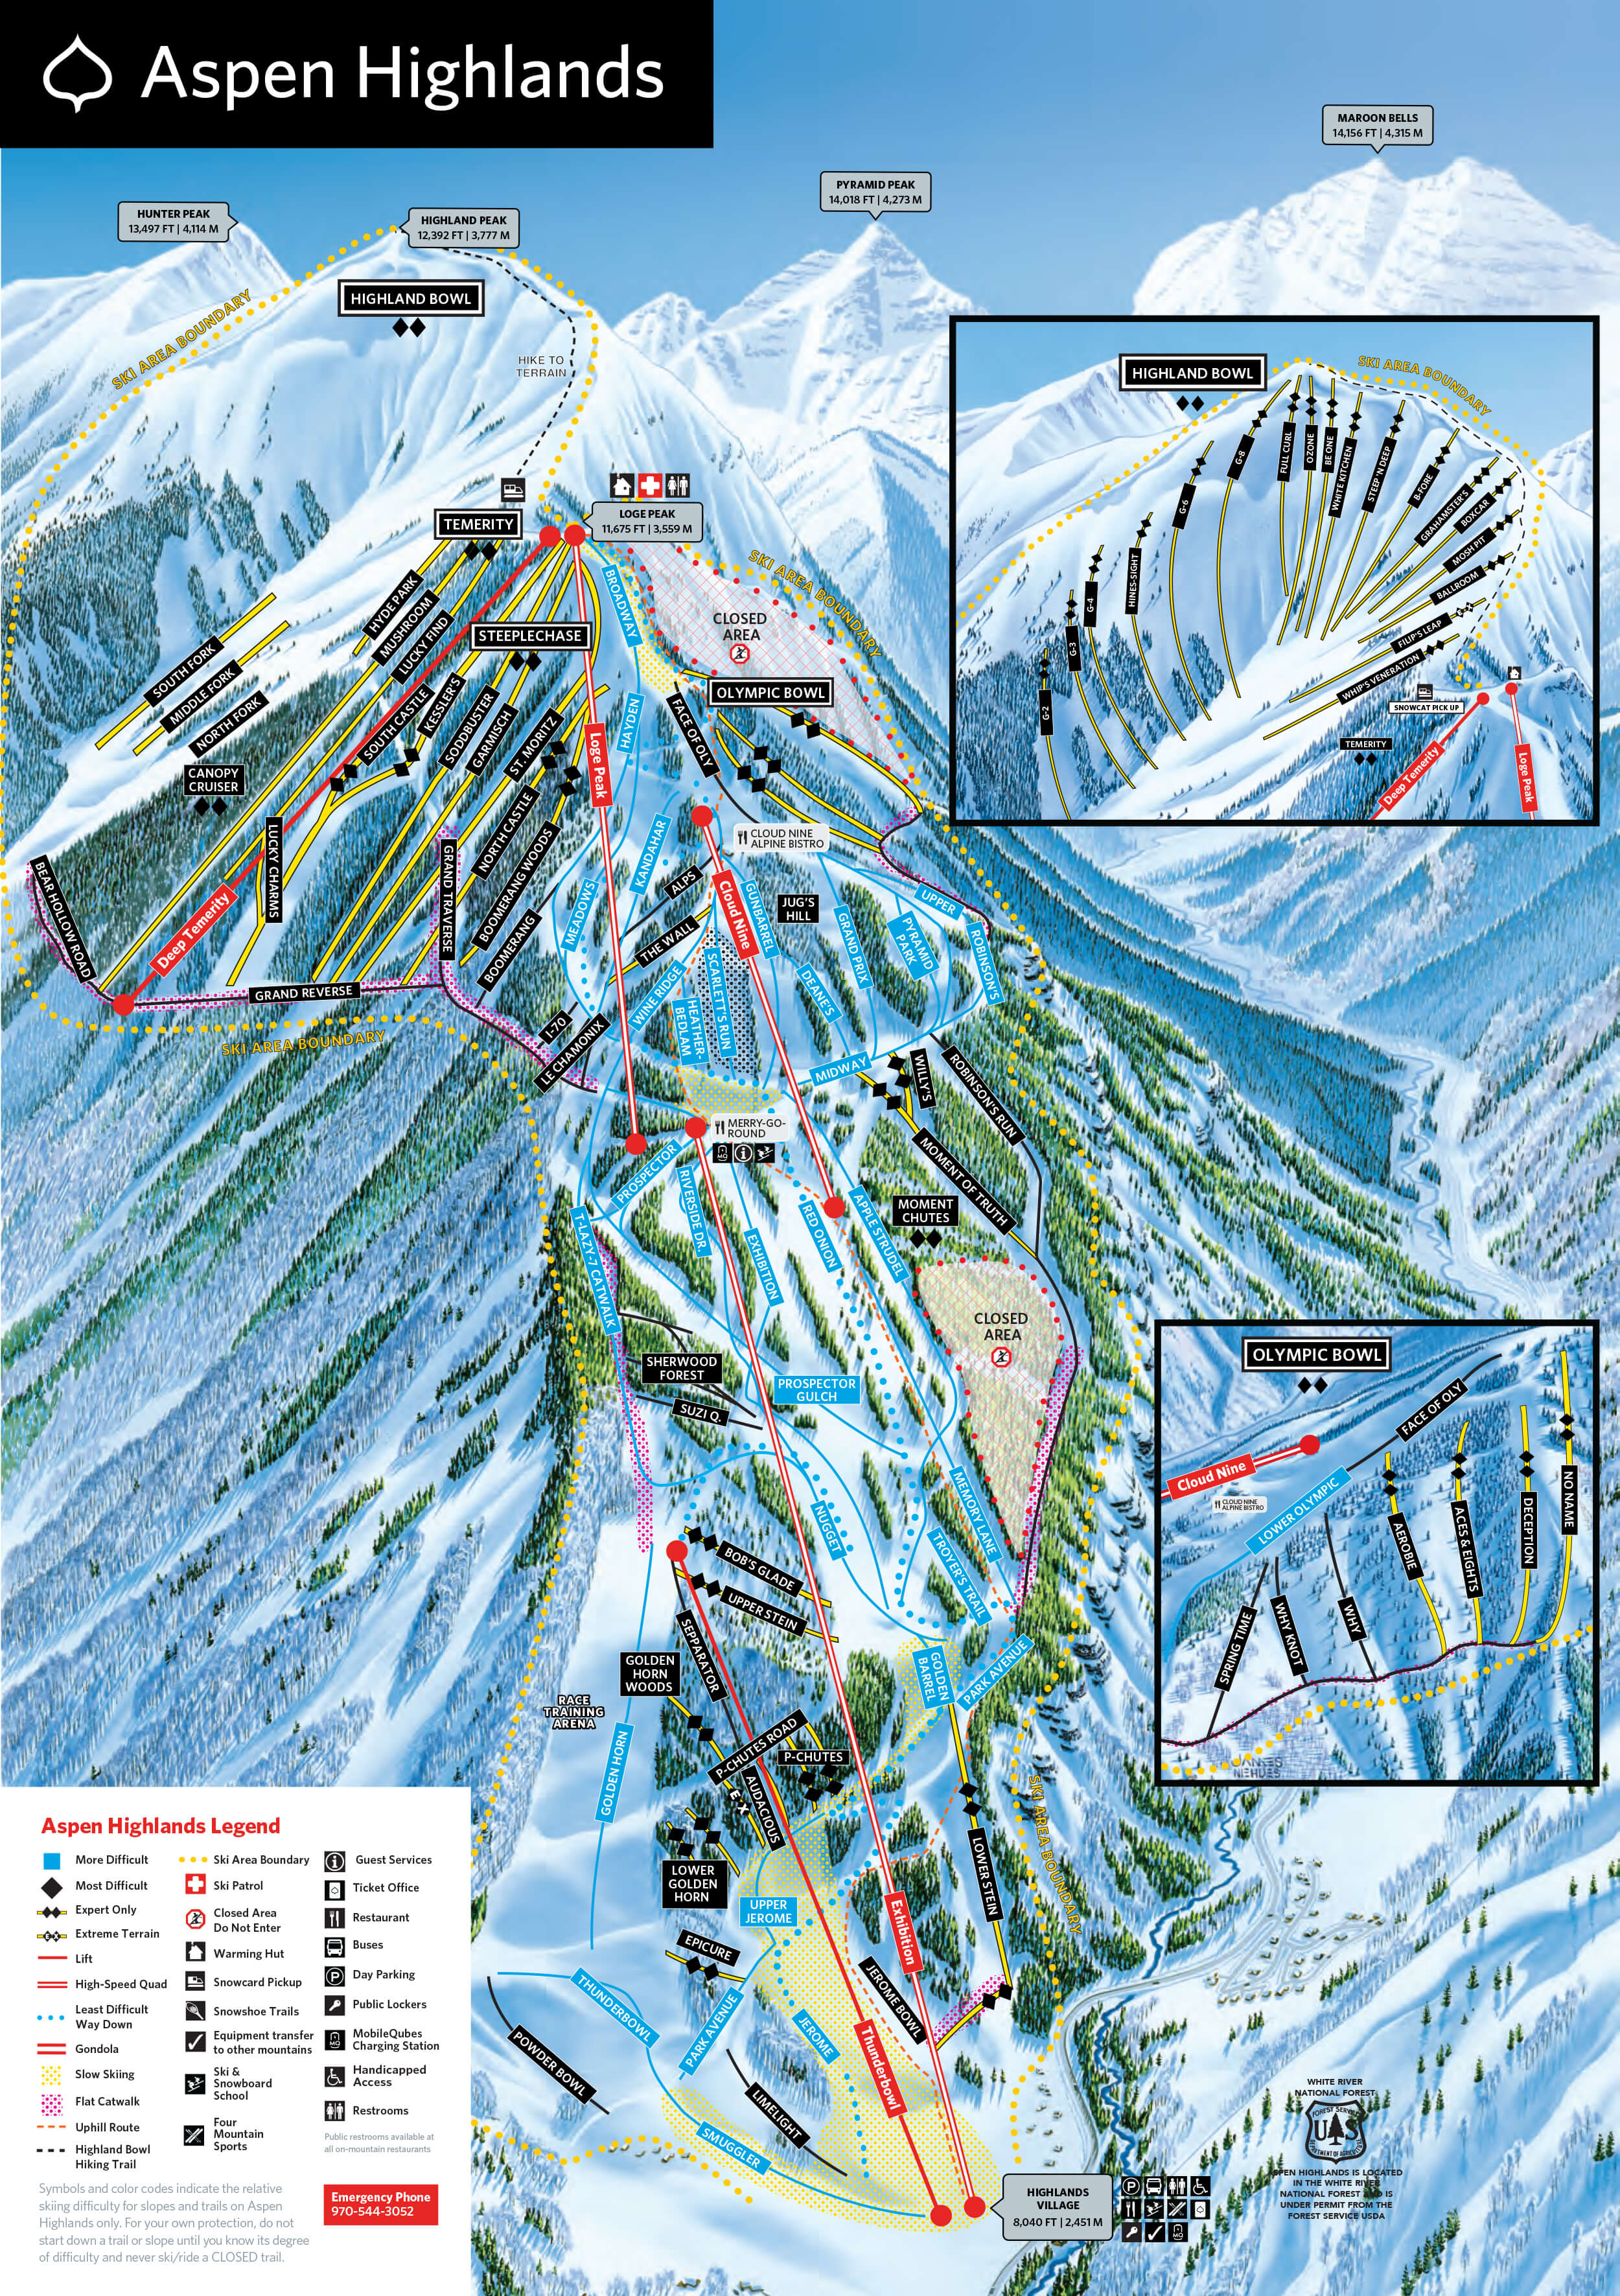 Aspen Highlands
MAROON BELLS
14,156 FT | 4,315 M
PYRAMID PEAK
14,018 FT | 4,273 M
HUNTER PEAK
13,497 FT | 4,114 M
HIGHLAND PEAK
12,392 FT | 3,777 M
HIGHLAND BOWL
SKI AREA BOUNDARY
HIKE TO
TERRAIN
TEMERITY
LOGE PEAK
11,675 FT | 3,559 M
SKI AREA BOUNDARY
CLOSED
AREA
BROADWAY
HYDE PARK
MUSHROOM
LUCKY FIND
STEEPLECHASE
OLYMPIC BOWL
SOUTH FORK
MIDDLE FORK
NORTH FORK
SOUTH CASTLE
KESSLER'S
SODDBUSTER
GARMISCH
ST. MORITZ
HAYDEN
FACE OF OLY
Loge Peak
CANOPY
CRUISER
NORTH CASTLE
BOOMERANG WOODS
BOOMERANG
LUCKY CHARMS
GRAND TRAVERSE
BEAR HOLLOW ROAD
Deep Temerity
GRAND REVERSE
SKI AREA BOUNDARY
KANDAHAR
CLOUD NINE
ALPINE BISTRO
ALPS
MEADOWS
THE WALL
Cloud Nine
GUNBARREL
JUG'S
HILL
GRAND PRIX
PYRAMID
PARK
UPPER
ROBINSON'S
WINE RIDGE
HEATHER-
BEDLAM
SCARLETT'S RUN
DEANE'S
I-70
LE CHAMONIX
MIDWAY
WILLY'S
ROBINSON'S RUN
MERRY-GO-
ROUND
PROSPECTOR
RIVERSIDE DR.
MOMENT OF TRUTH
T-LAZY-7 CATWALK
EXHIBITION
RED ONION
APPLE STRUDEL
MOMENT
CHUTES
CLOSED
AREA
SHERWOOD
FOREST
PROSPECTOR
GULCH
SUZI Q.
NUGGET
MEMORY LANE
TROYER'S TRAIL
BOB'S GLADE
UPPER STEIN
SEPPARATOR
GOLDEN
HORN
WOODS
GOLDEN
BARREL
PARK AVENUE
RACE
TRAINING
ARENA
GOLDEN HORN
P-CHUTES ROAD
P-CHUTES
AUDACIOUS
E X
LOWER
GOLDEN
HORN
LOWER STEIN
SKI AREA BOUNDARY
UPPER
JEROME
Exhibition
EPICURE
THUNDERBOWL
PARK AVENUE
JEROME
JEROME BOWL
Thunderbowl
POWDER BOWL
LIMELIGHT
SMUGGLER
HIGHLANDS
VILLAGE
8,040 FT | 2,451 M
HIGHLAND BOWL
SKI AREA BOUNDARY
G-8
FULL CURL
OZONE
BE ONE
WHITE KITCHEN
STEEP 'N DEEP
B-FORE
GRAHAMSTER'S
BOXCAR
MOSH PIT
BALLROOM
FILIP'S LEAP
WHIP'S VENERATION
G-6
HINES-SIGHT
G-4
G-3
G-2
SNOWCAT PICK UP
TEMERITY
Deep Temerity
Loge Peak
OLYMPIC BOWL
FACE OF OLY
Cloud Nine
CLOUD NINE
ALPINE BISTRO
LOWER OLYMPIC
AEROBIE
ACES & EIGHTS
DECEPTION
NO NAME
SPRING TIME
WHY KNOT
WHY
Aspen Highlands Legend
More Difficult
Most Difficult
Expert Only
Extreme Terrain
Lift
High-Speed Quad
Least Difficult
Way Down
Gondola
Slow Skiing
Flat Catwalk
Uphill Route
Highland Bowl
Hiking Trail
Ski Area Boundary
Ski Patrol
Closed Area
Do Not Enter
Warming Hut
Snowcard Pickup
Snowshoe Trails
Equipment transfer
to other mountains
Ski &
Snowboard
School
Four
Mountain
Sports
Guest Services
Ticket Office
Restaurant
Buses
Day Parking
Public Lockers
MobileQubes
Charging Station
Handicapped
Access
Restrooms
Public restrooms available at
all on-mountain restaurants
Symbols and color codes indicate the relative
skiing difficulty for slopes and trails on Aspen
Highlands only. For your own protection, do not
start down a trail or slope until you know its degree
of difficulty and never ski/ride a CLOSED trail.
Emergency Phone
970-544-3052
WHITE RIVER
NATIONAL FOREST
FOREST SERVICE
US
DEPARTMENT OF AGRICULTURE
ASPEN HIGHLANDS IS LOCATED
IN THE WHITE RIVER
NATIONAL FOREST AND IS
UNDER PERMIT FROM THE
FOREST SERVICE USDA